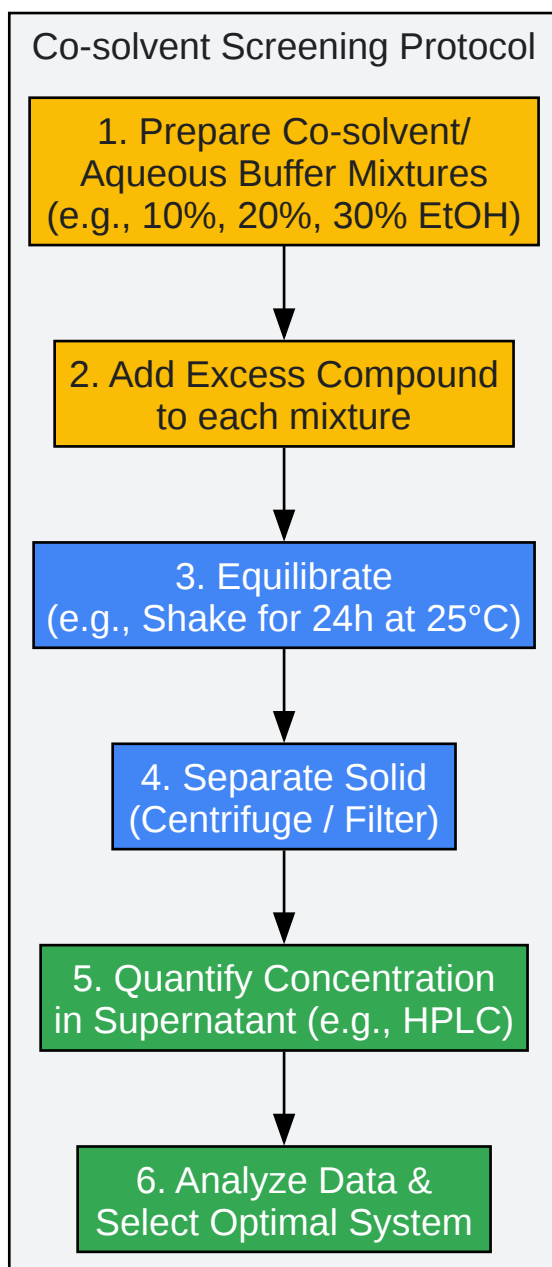 Co-solvent Screening Protocol
1. Prepare Co-solvent/
Aqueous Buffer Mixtures
(e.g., 10%, 20%, 30% EtOH)
2. Add Excess Compound
to each mixture
3. Equilibrate
(e.g., Shake for 24h at 25°C)
4. Separate Solid
(Centrifuge / Filter)
5. Quantify Concentration
in Supernatant (e.g., HPLC)
6. Analyze Data &
Select Optimal System